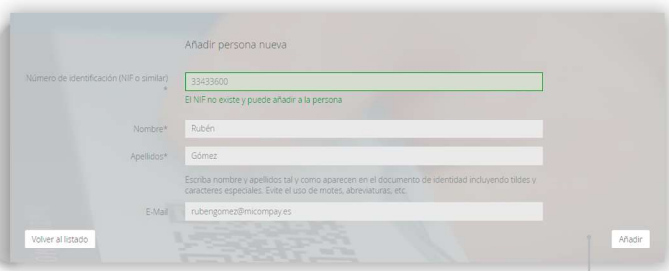 Añadir persona nueva
Número de identificación (NIF o similar)
*
33433600
El NIF no existe y puede añadir a la persona
Nombre*
Rubén
Apellidos*
Gómez
Escriba nombre y apellidos tal y como aparecen en el documento de identidad incluyendo tildes y
caracteres especiales. Evite el uso de motes, abreviaturas, etc.
E-Mail
rubengomez@micompay.es
Volver al listado
Añadir